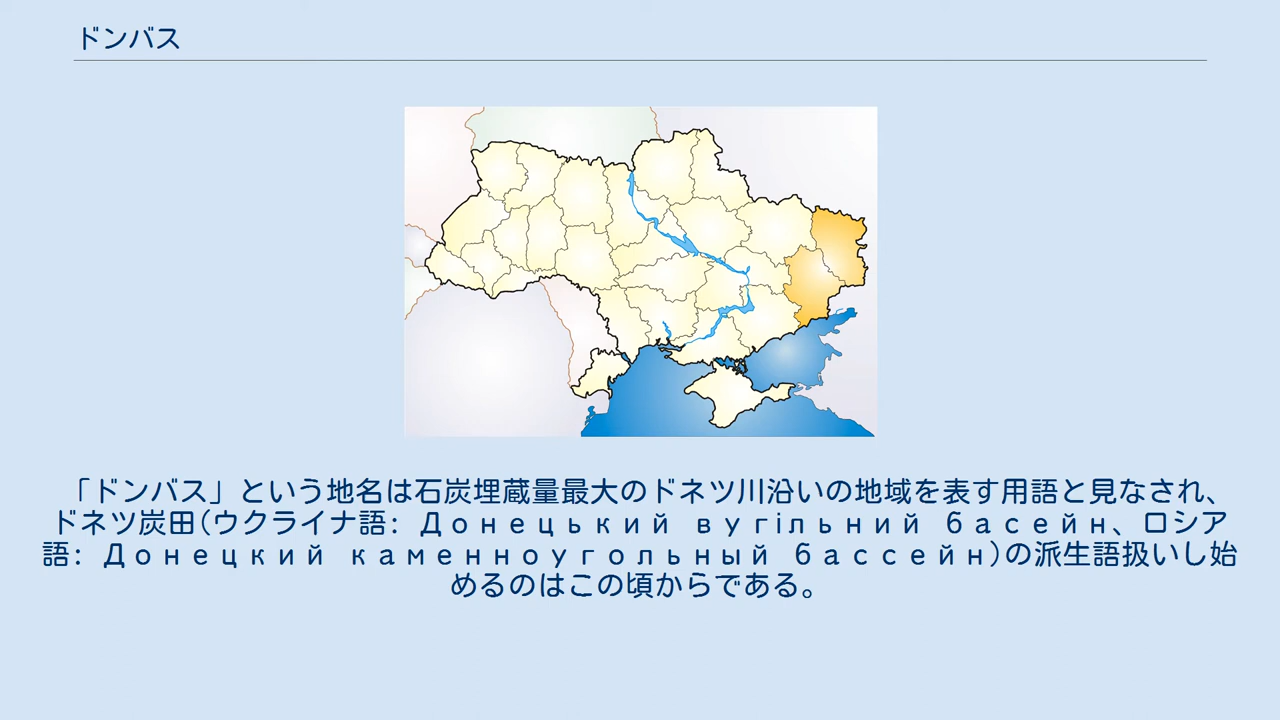 ドンバス
「ドンバス」という地名は石炭埋蔵量最大のドネツ川沿いの地域を表す用語と見なされ、
ドネツ炭田(ウクライナ語: Донецький вугільний басейн、ロシア
語: Донецкий каменноугольный бассейн)の派生語扱いし始
めるのはこの頃からである。